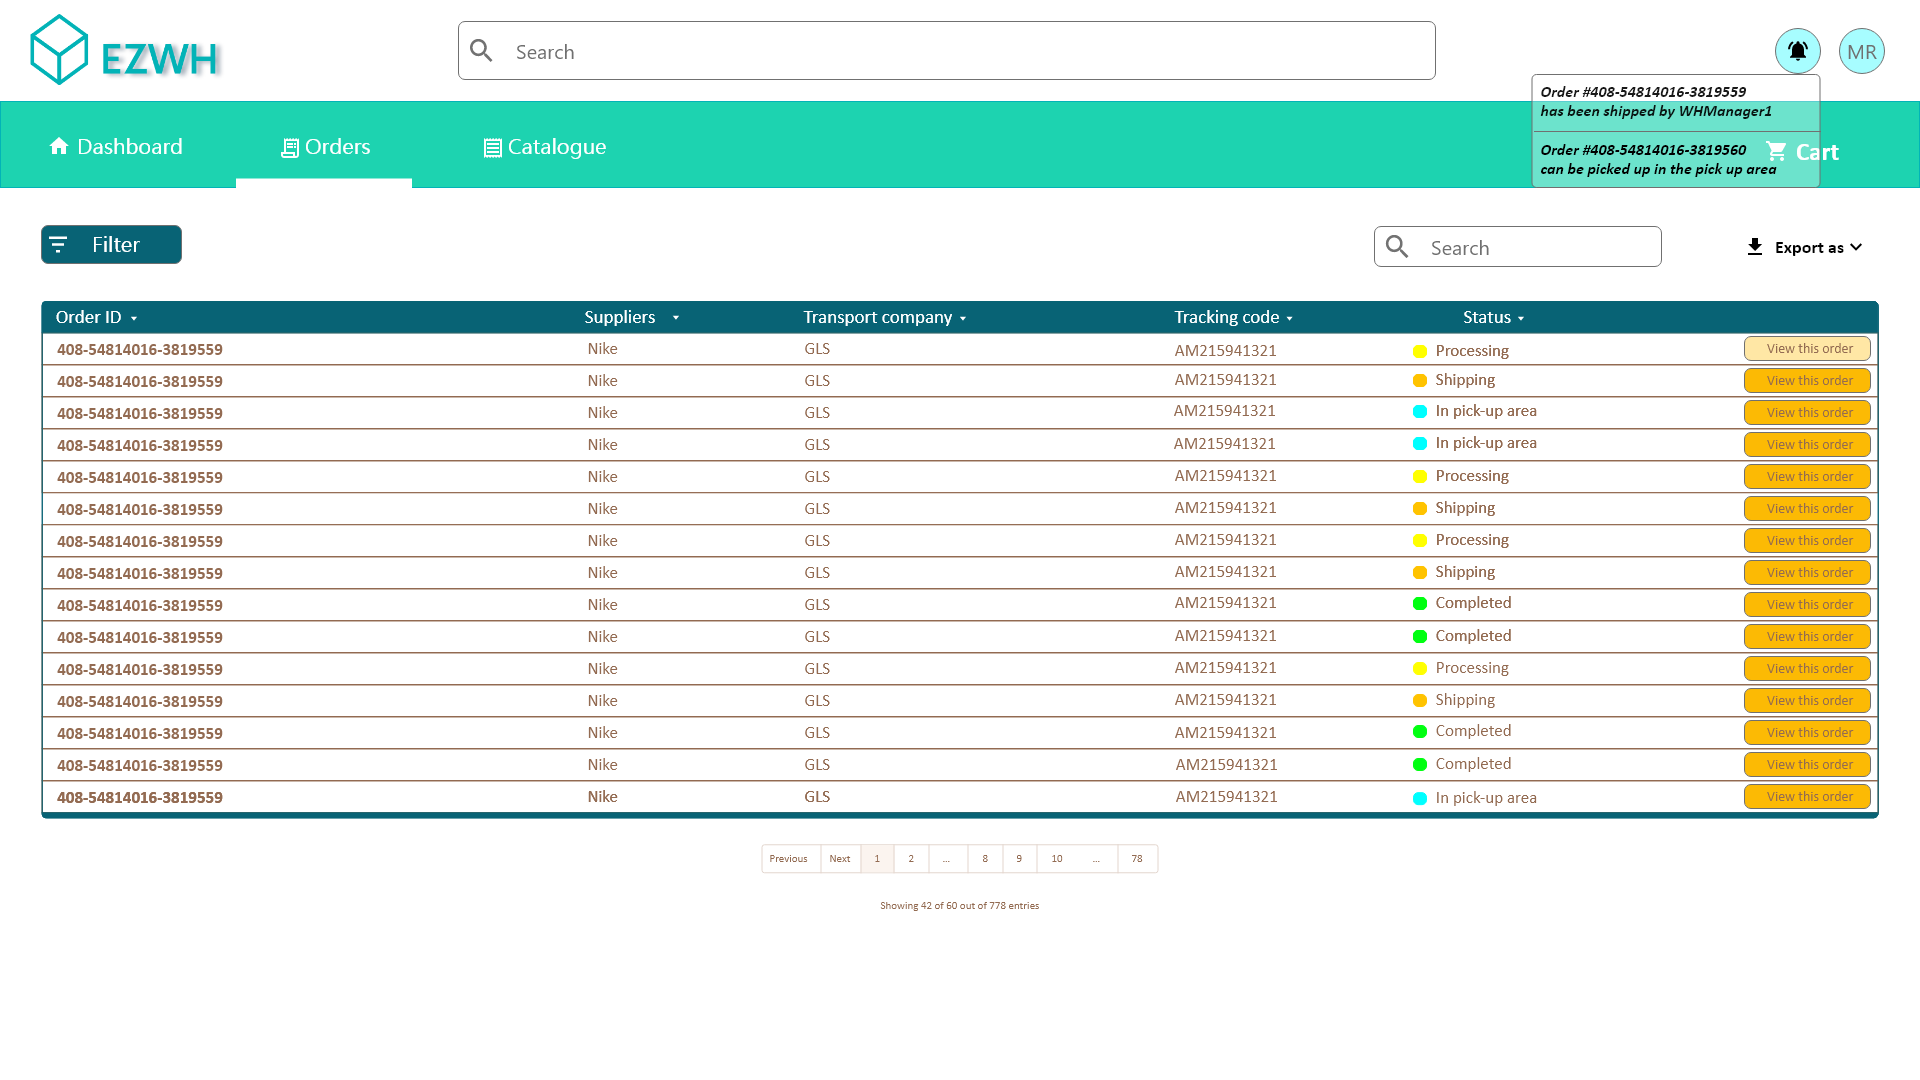 EZWH
Search
MR
Order #408-54814016-3819559
has been shipped by WHManager1
Order #408-54814016-3819560
can be picked up in the pick up area
Dashboard Orders Catalogue Cart
Filter Search Export as
Order ID Suppliers Transport company Tracking code Status
408-54814016-3819559 Nike GLS AM215941321 Processing View this order
408-54814016-3819559 Nike GLS AM215941321 Shipping View this order
408-54814016-3819559 Nike GLS AM215941321 In pick-up area View this order
408-54814016-3819559 Nike GLS AM215941321 In pick-up area View this order
408-54814016-3819559 Nike GLS AM215941321 Processing View this order
408-54814016-3819559 Nike GLS AM215941321 Shipping View this order
408-54814016-3819559 Nike GLS AM215941321 Processing View this order
408-54814016-3819559 Nike GLS AM215941321 Shipping View this order
408-54814016-3819559 Nike GLS AM215941321 Completed View this order
408-54814016-3819559 Nike GLS AM215941321 Completed View this order
408-54814016-3819559 Nike GLS AM215941321 Processing View this order
408-54814016-3819559 Nike GLS AM215941321 Shipping View this order
408-54814016-3819559 Nike GLS AM215941321 Completed View this order
408-54814016-3819559 Nike GLS AM215941321 Completed View this order
408-54814016-3819559 Nike GLS AM215941321 In pick-up area View this order
Previous Next 1 2 ... 8 9 10 ... 78
Showing 42 of 60 out of 778 entries